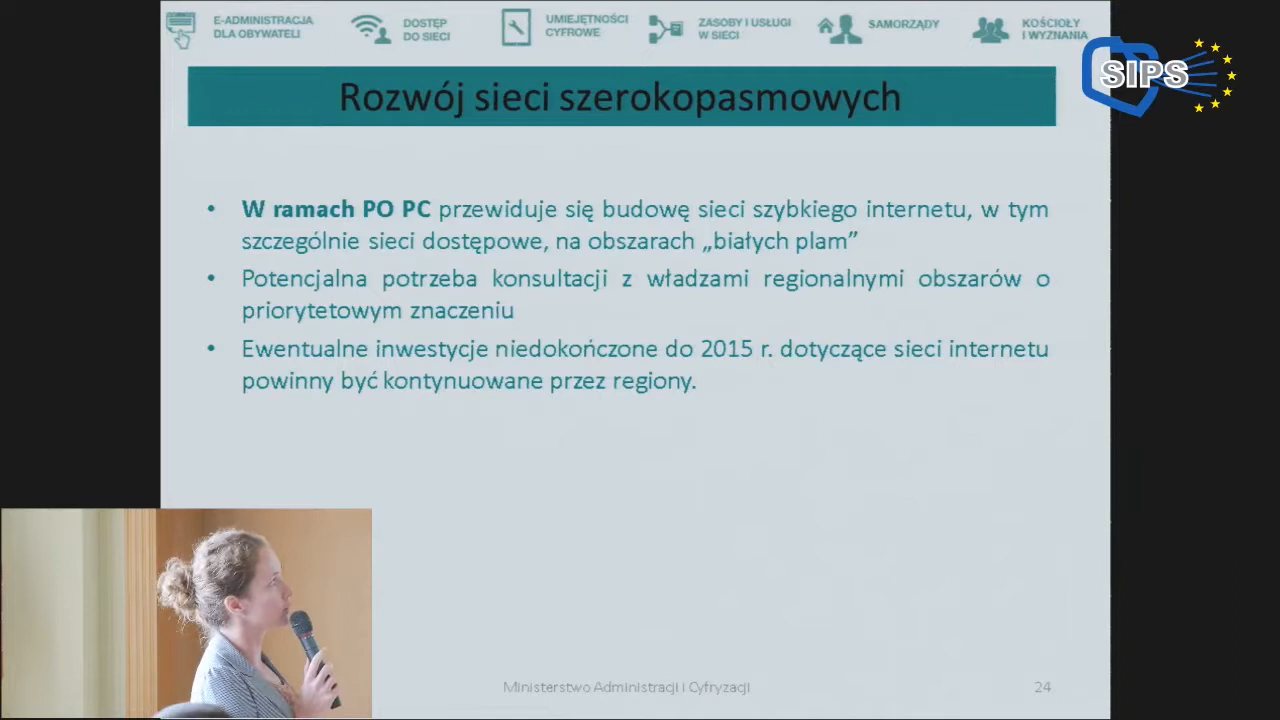 E-ADMINISTRACJA
DLA OBYWATELI
DOSTĘP
DO SIECI
UMIEJĘTNOŚCI
CYFROWE
ZASOBY I USŁUGI
W SIECI
SAMORZĄDY
KOŚCIOŁY
I WYZNANIA
SIPS
Rozwój sieci szerokopasmowych
• W ramach PO PC przewiduje się budowę sieci szybkiego internetu, w tym
szczególnie sieci dostępowe, na obszarach „białych plam”
• Potencjalna potrzeba konsultacji z władzami regionalnymi obszarów o
priorytetowym znaczeniu
• Ewentualne inwestycje niedokończone do 2015 r. dotyczące sieci internetu
powinny być kontynuowane przez regiony.
Ministerstwo Administracji i Cyfryzacji
24